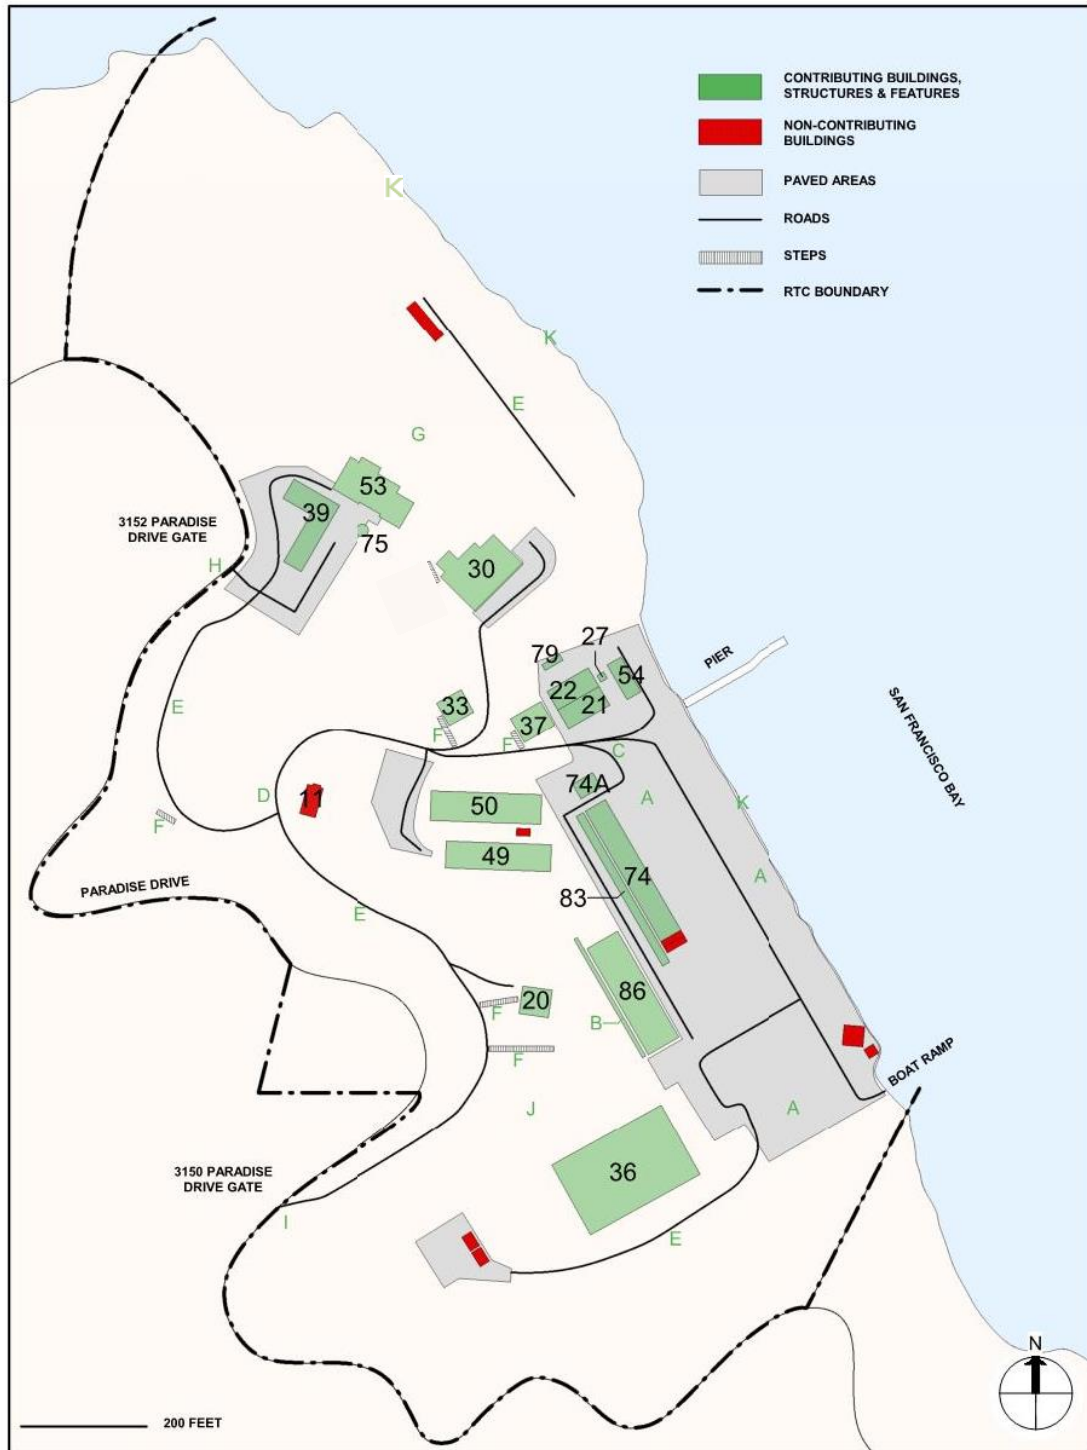 CONTRIBUTING BUILDINGS,
STRUCTURES & FEATURES
NON-CONTRIBUTING
BUILDINGS
PAVED AREAS
ROADS
STEPS
RTC BOUNDARY
K
K
E
G
53
39
3152 PARADISE
DRIVE GATE
75
H
30
27
79
54
PIER
22
21
SAN FRANCISCO BAY
33
37
E
F
F
C
D
11
74A
A
K
50
F
49
74
A
PARADISE DRIVE
83
E
86
20
F
B
F
BOAT RAMP
J
A
3150 PARADISE
DRIVE GATE
36
I
E
N
200 FEET